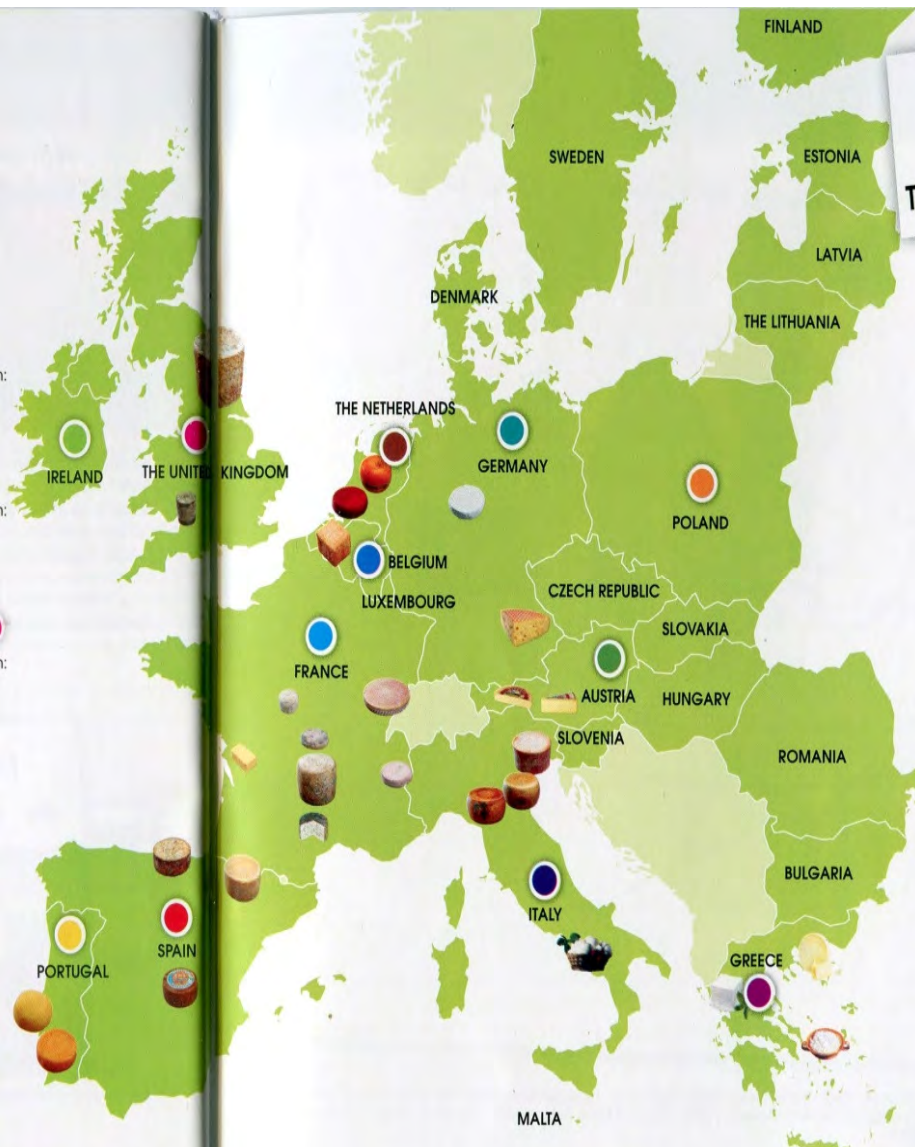 FINLAND
SWEDEN
ESTONIA
T
LATVIA
DENMARK
THE LITHUANIA
n:
THE NETHERLANDS
GERMANY
IRELAND
THE UNITED KINGDOM
n:
POLAND
BELGIUM
CZECH REPUBLIC
LUXEMBOURG
SLOVAKIA
n:
FRANCE
AUSTRIA
HUNGARY
SLOVENIA
ROMANIA
BULGARIA
ITALY
SPAIN
GREECE
PORTUGAL
MALTA